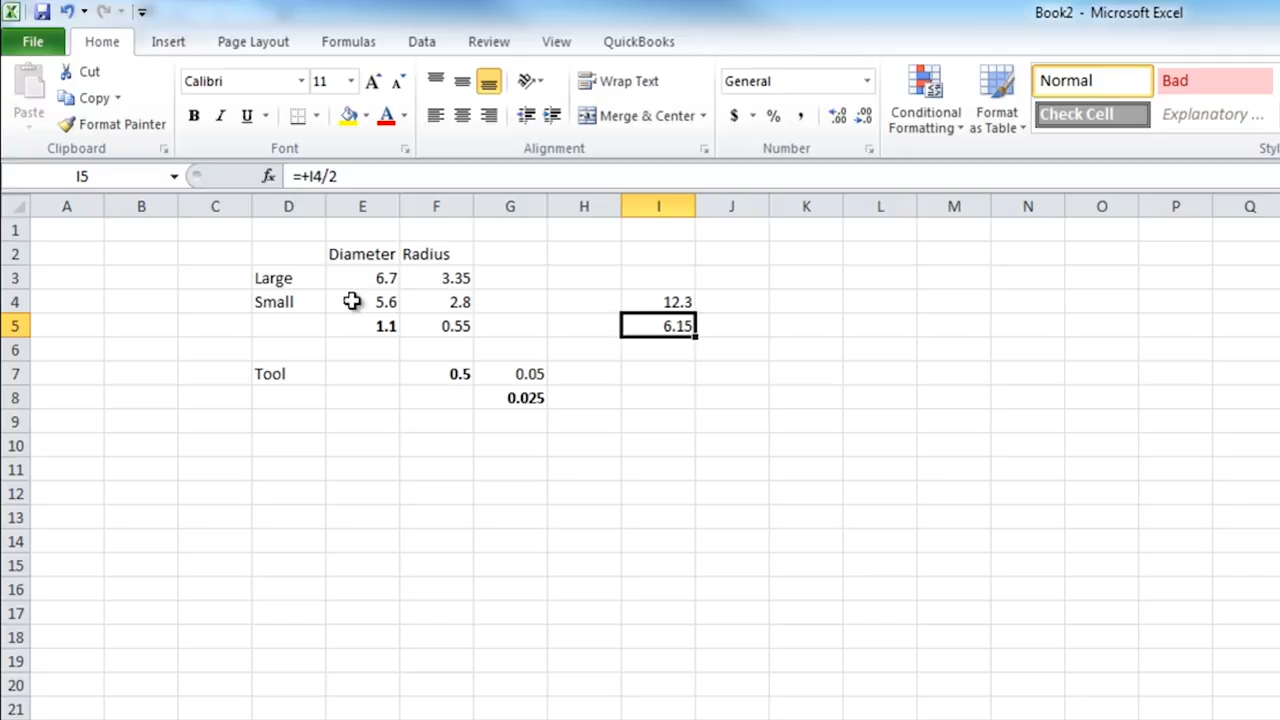 Book2 - Microsoft Excel
File Home Insert Page Layout Formulas Data Review View QuickBooks
Cut
Copy
Format Painter
Paste
Clipboard
Calibri 11
B I U
Font
Wrap Text
Merge & Center
Alignment
General
$ % ,
Number
Conditional
Formatting
Format
as Table
Normal Bad
Check Cell Explanatory ...
Styl
I5 fx =+I4/2
A B C D E F G H I J K L M N O P Q
1
2 Diameter Radius
3 Large 6.7 3.35
4 Small 5.6 2.8 12.3
5 1.1 0.55 6.15
6
7 Tool 0.5 0.05
8 0.025
9
10
11
12
13
14
15
16
17
18
19
20
21